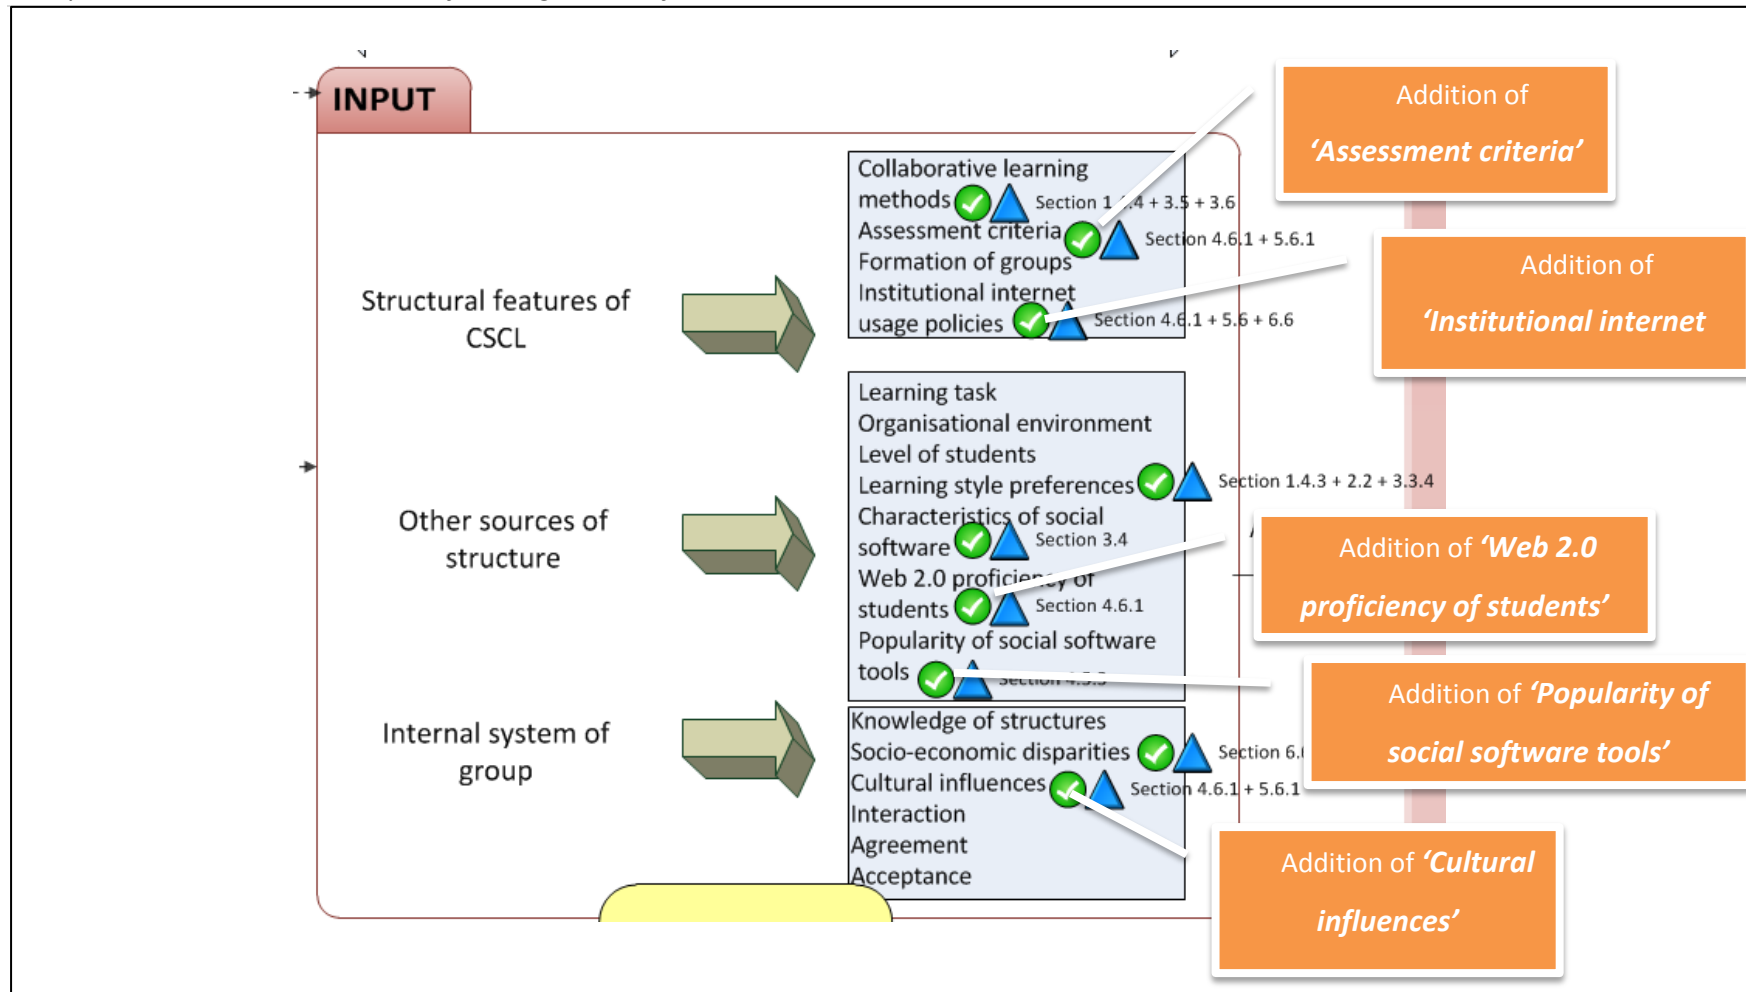 INPUT
Structural features of
CSCL
Collaborative learning
methods
Section 1.4.4 + 3.5 + 3.6
Assessment criteria
Section 4.6.1 + 5.6.1
Formation of groups
Institutional internet
usage policies
Section 4.6.1 + 5.6 + 6.6
Other sources of
structure
Learning task
Organisational environment
Level of students
Learning style preferences
Section 1.4.3 + 2.2 + 3.3.4
Characteristics of social
software
Section 3.4
Web 2.0 proficiency of
students
Section 4.6.1
Popularity of social software
tools
Section
Internal system of
group
Knowledge of structures
Socio-economic disparities
Section
Cultural influences
Section 4.6.1 + 5.6.1
Interaction
Agreement
Acceptance
Addition of
‘Assessment criteria’
Addition of
‘Institutional internet
Addition of ‘Web 2.0
proficiency of students’
Addition of ‘Popularity of
social software tools’
Addition of ‘Cultural
influences’